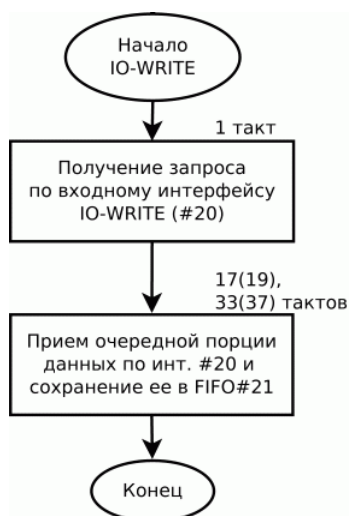 Начало
IO-WRITE
1 такт
Получение запроса
по входному интерфейсу
IO-WRITE (#20)
17(19),
33(37) тактов
Прием очередной порции
данных по инт. #20 и
сохранение ее в FIFO#21
Конец